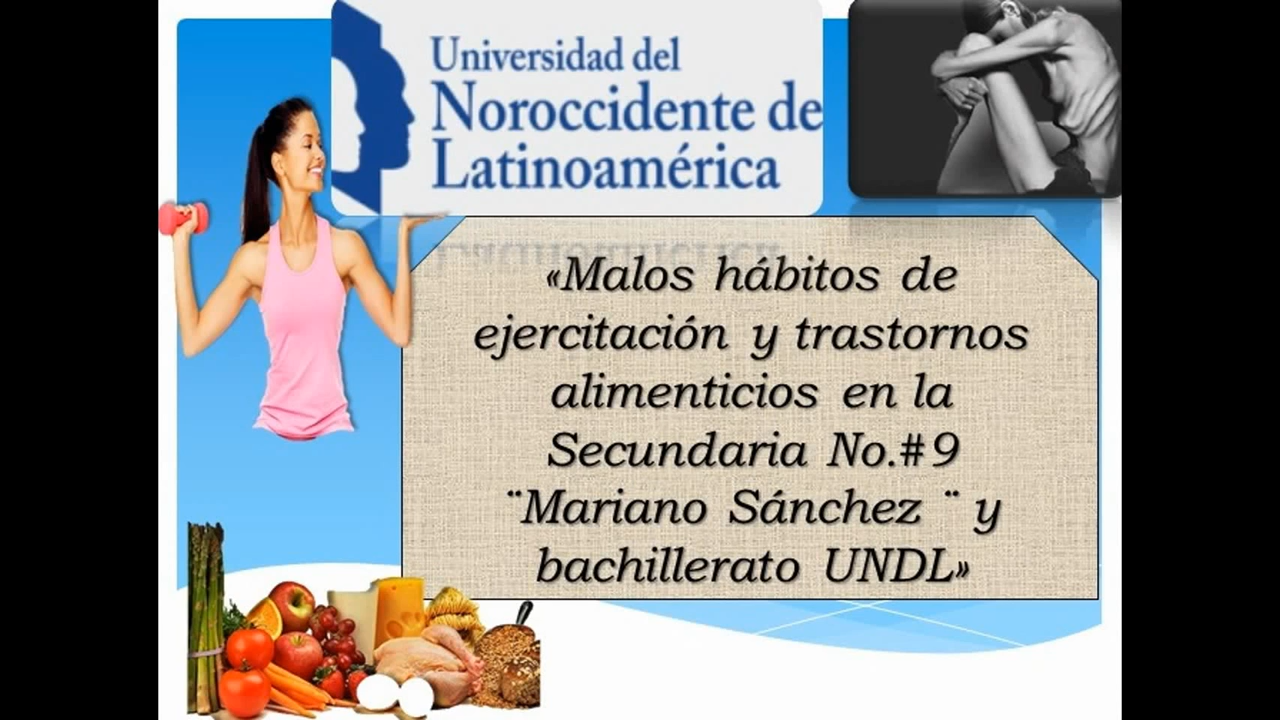 Universidad del
Noroccidente de
Latinoamérica
«Malos hábitos de
ejercitación y trastornos
alimenticios en la
Secundaria No.#9
¨Mariano Sánchez ¨ y
bachillerato UNDL»